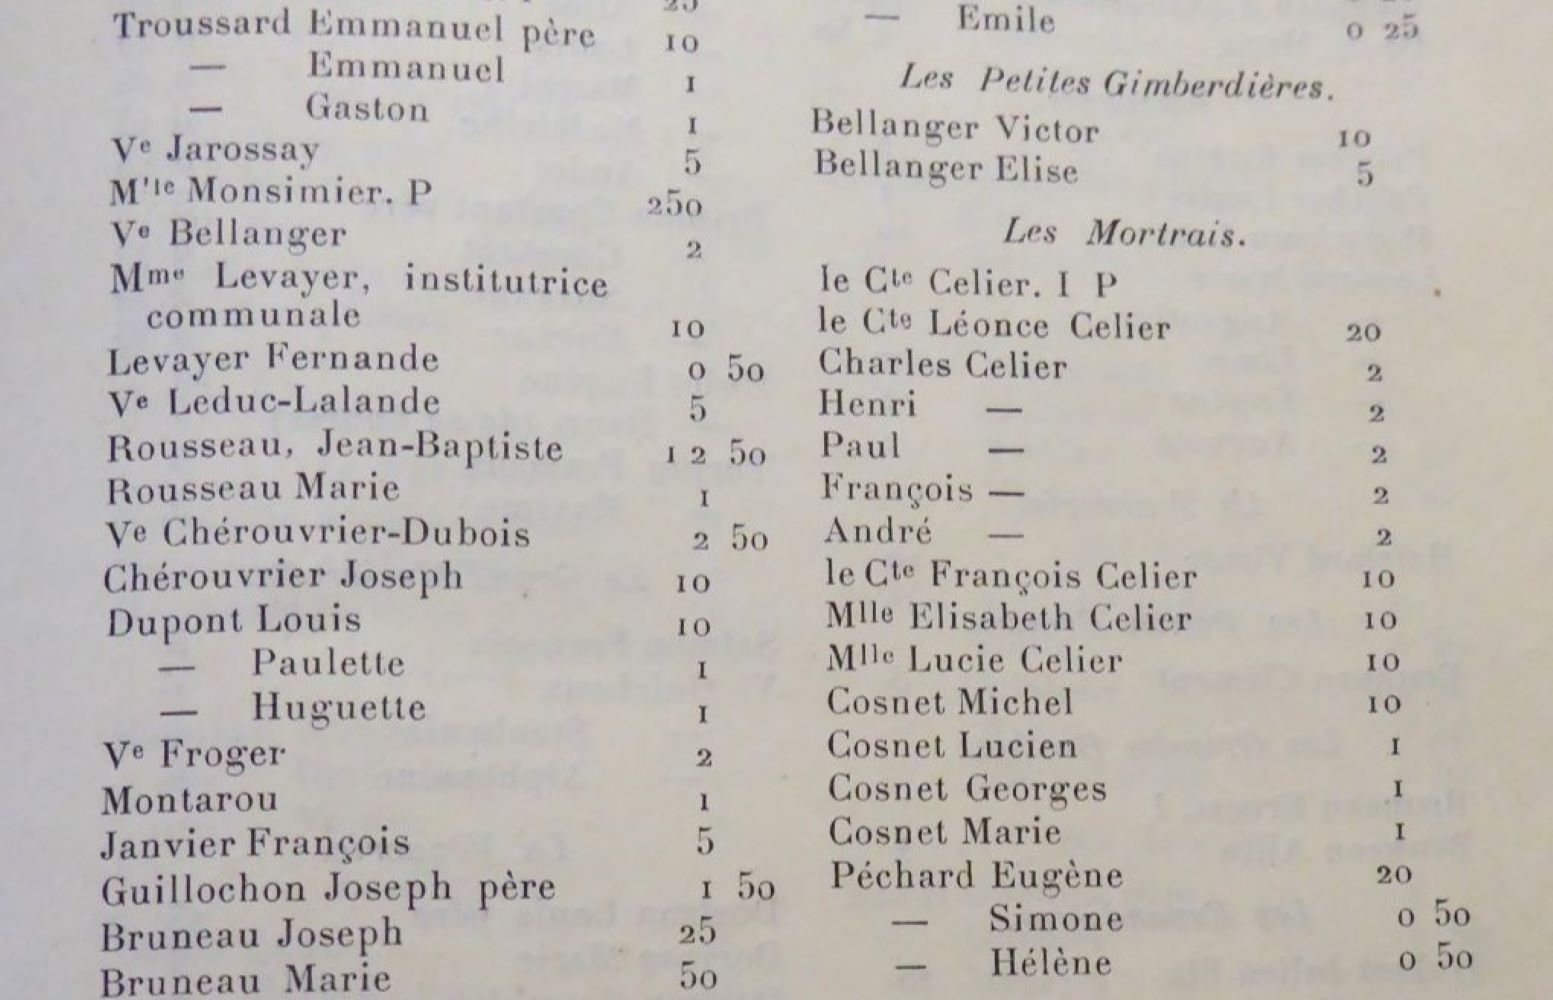 Troussard Emmanuel père 10
— Emmanuel 1
— Gaston 1
Ve Jarossay 5
M'le Monsimier. P 250
Ve Bellanger 2
Mme Levayer, institutrice
communale 10
Levayer Fernande 0 50
Ve Leduc-Lalande 5
Rousseau, Jean-Baptiste 12 50
Rousseau Marie 1
Ve Chérouvrier-Dubois 2 50
Chérouvrier Joseph 10
Dupont Louis 10
— Paulette 1
— Huguette 1
Ve Froger 2
Montarou 1
Janvier François 5
Guillochon Joseph père 1 50
Bruneau Joseph 25
Bruneau Marie 50
— Emile 0 25
Les Petites Gimberdières.
Bellanger Victor 10
Bellanger Elise 5
Les Mortrais.
le Cte Celier. I P
le Cte Léonce Celier 20
Charles Celier 2
Henri — 2
Paul — 2
François — 2
André — 2
le Cte François Celier 10
Mlle Elisabeth Celier 10
Mlle Lucie Celier 10
Cosnet Michel 10
Cosnet Lucien 1
Cosnet Georges 1
Cosnet Marie 1
Péchard Eugène 20
— Simone 0 50
— Hélène 0 50